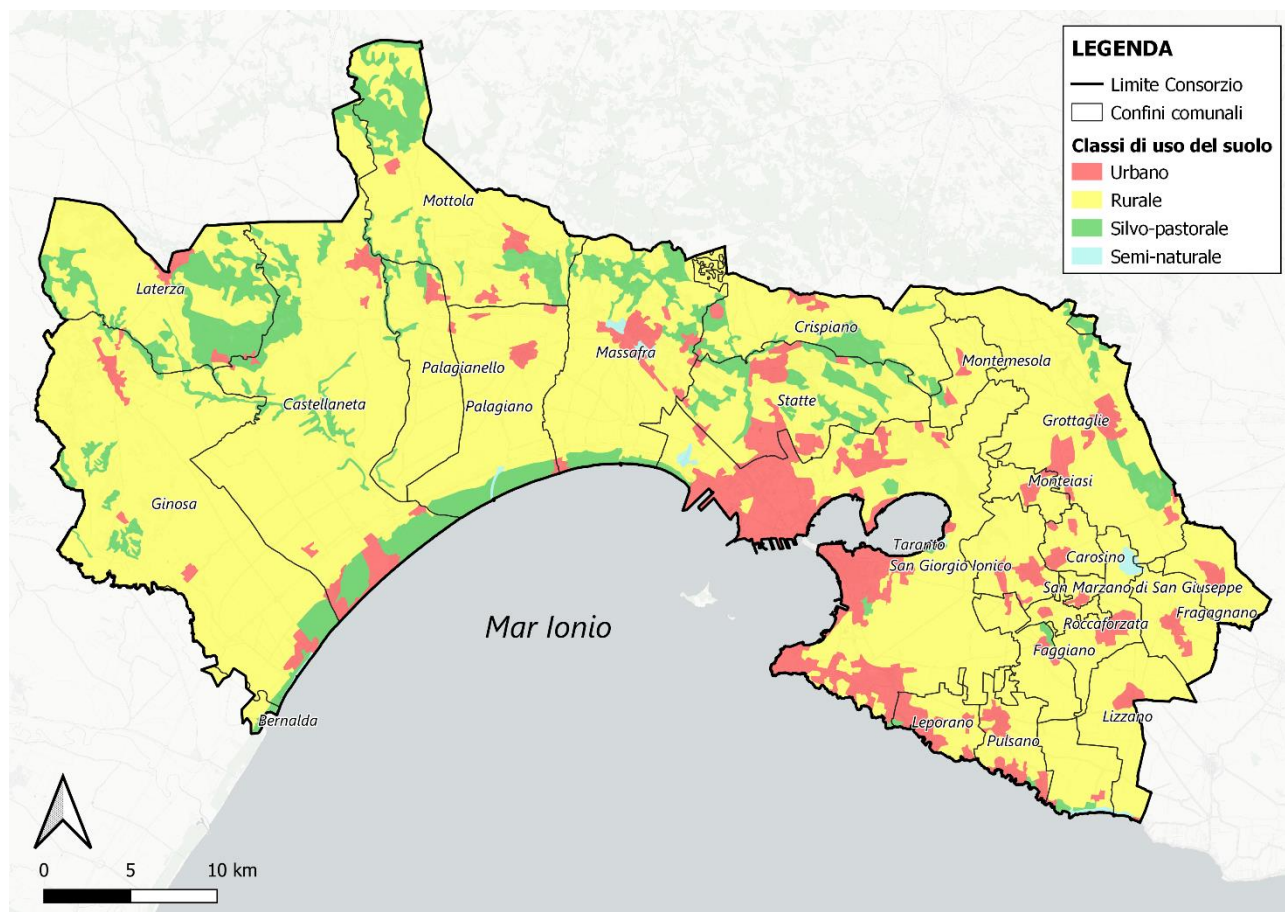 LEGENDA
Limite Consorzio
Confini comunali
Classi di uso del suolo
Urbano
Rurale
Silvo-pastorale
Semi-naturale
Mottola
Laterza
Crispiano
Massafra
Montemesola
Palagianello
Castellaneta
Palagiano
Statte
Grottaglie
Monteiasi
Ginosa
Taranto
Carosino
San Giorgio Ionico
San Marzano di San Giuseppe
Fragagnano
Roccaforzata
Mar Ionio
Faggiano
Bernalda
Leporano
Lizzano
Pulsano
0 5 10 km